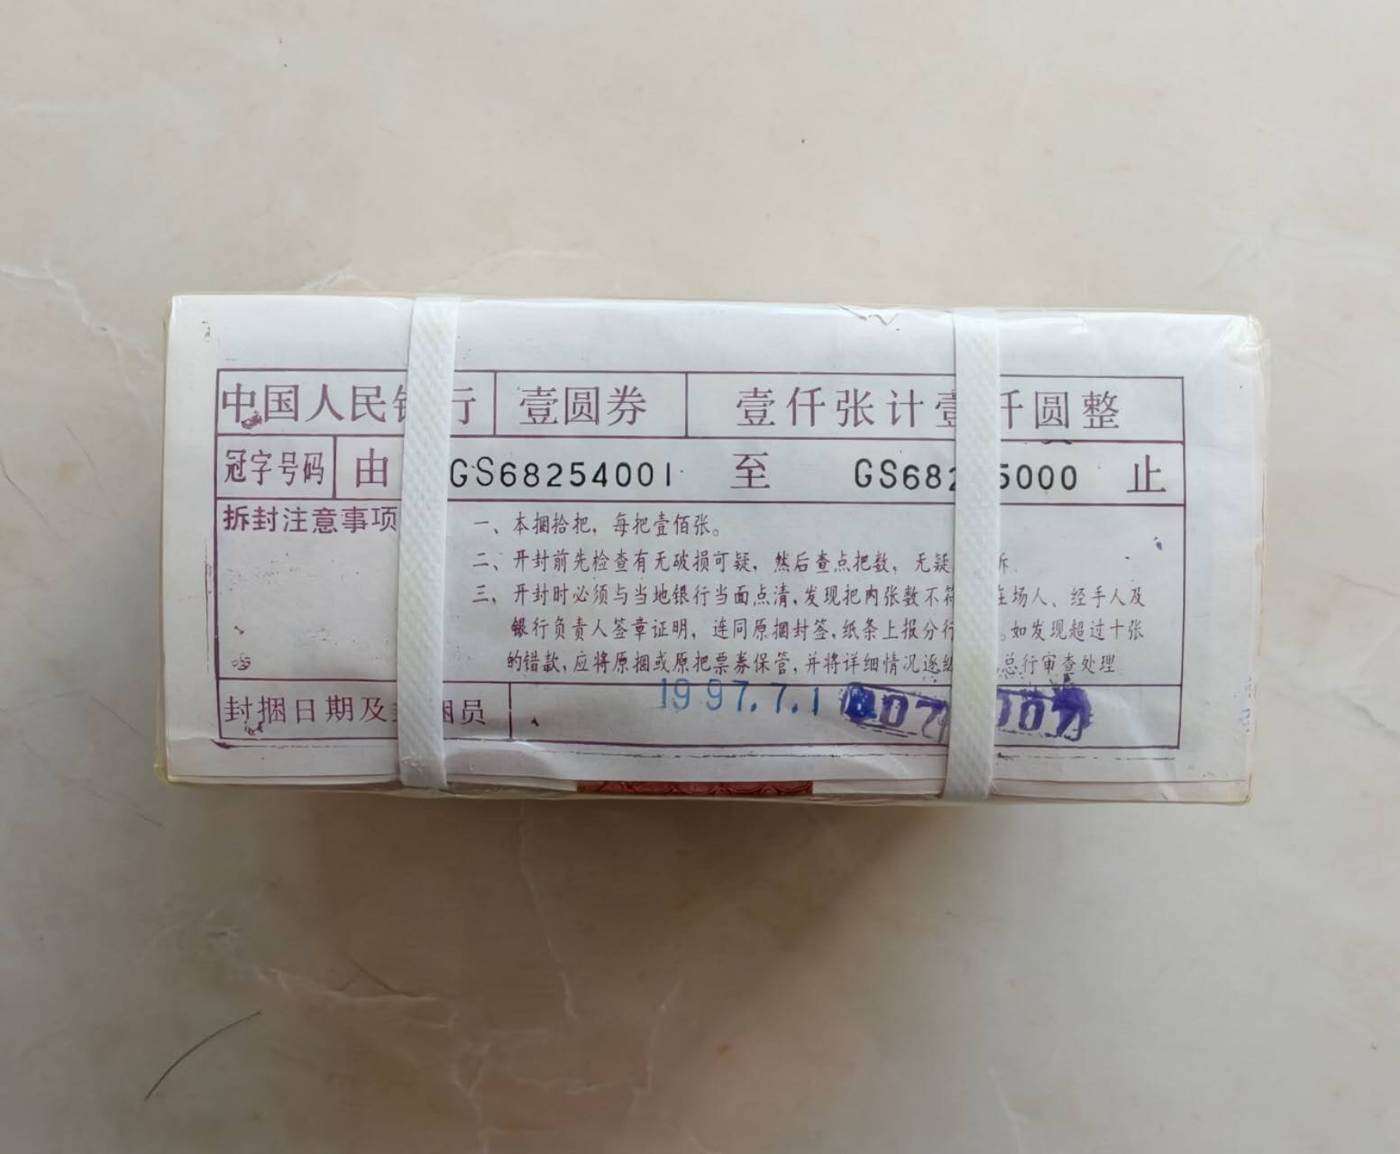 中国人民银行 壹圆券 壹仟张计壹仟圆整
冠字号码 由 GS68254001 至 GS68255000 止
拆封注意事项
一、本捆拾把，每把壹佰张。
二、开封前先检查有无破损可疑，然后查点把数，无疑 拆
三、开封时必须与当地银行当面点清，发现把内张数不符 在场人、经手人及
银行负责人签章证明，连同原捆封签，纸条上报分行 。如发现超过十张
的错款，应将原捆或原把票券保管，并将详细情况逐级 总行审查处理
封捆日期及封捆员 1997.7.1